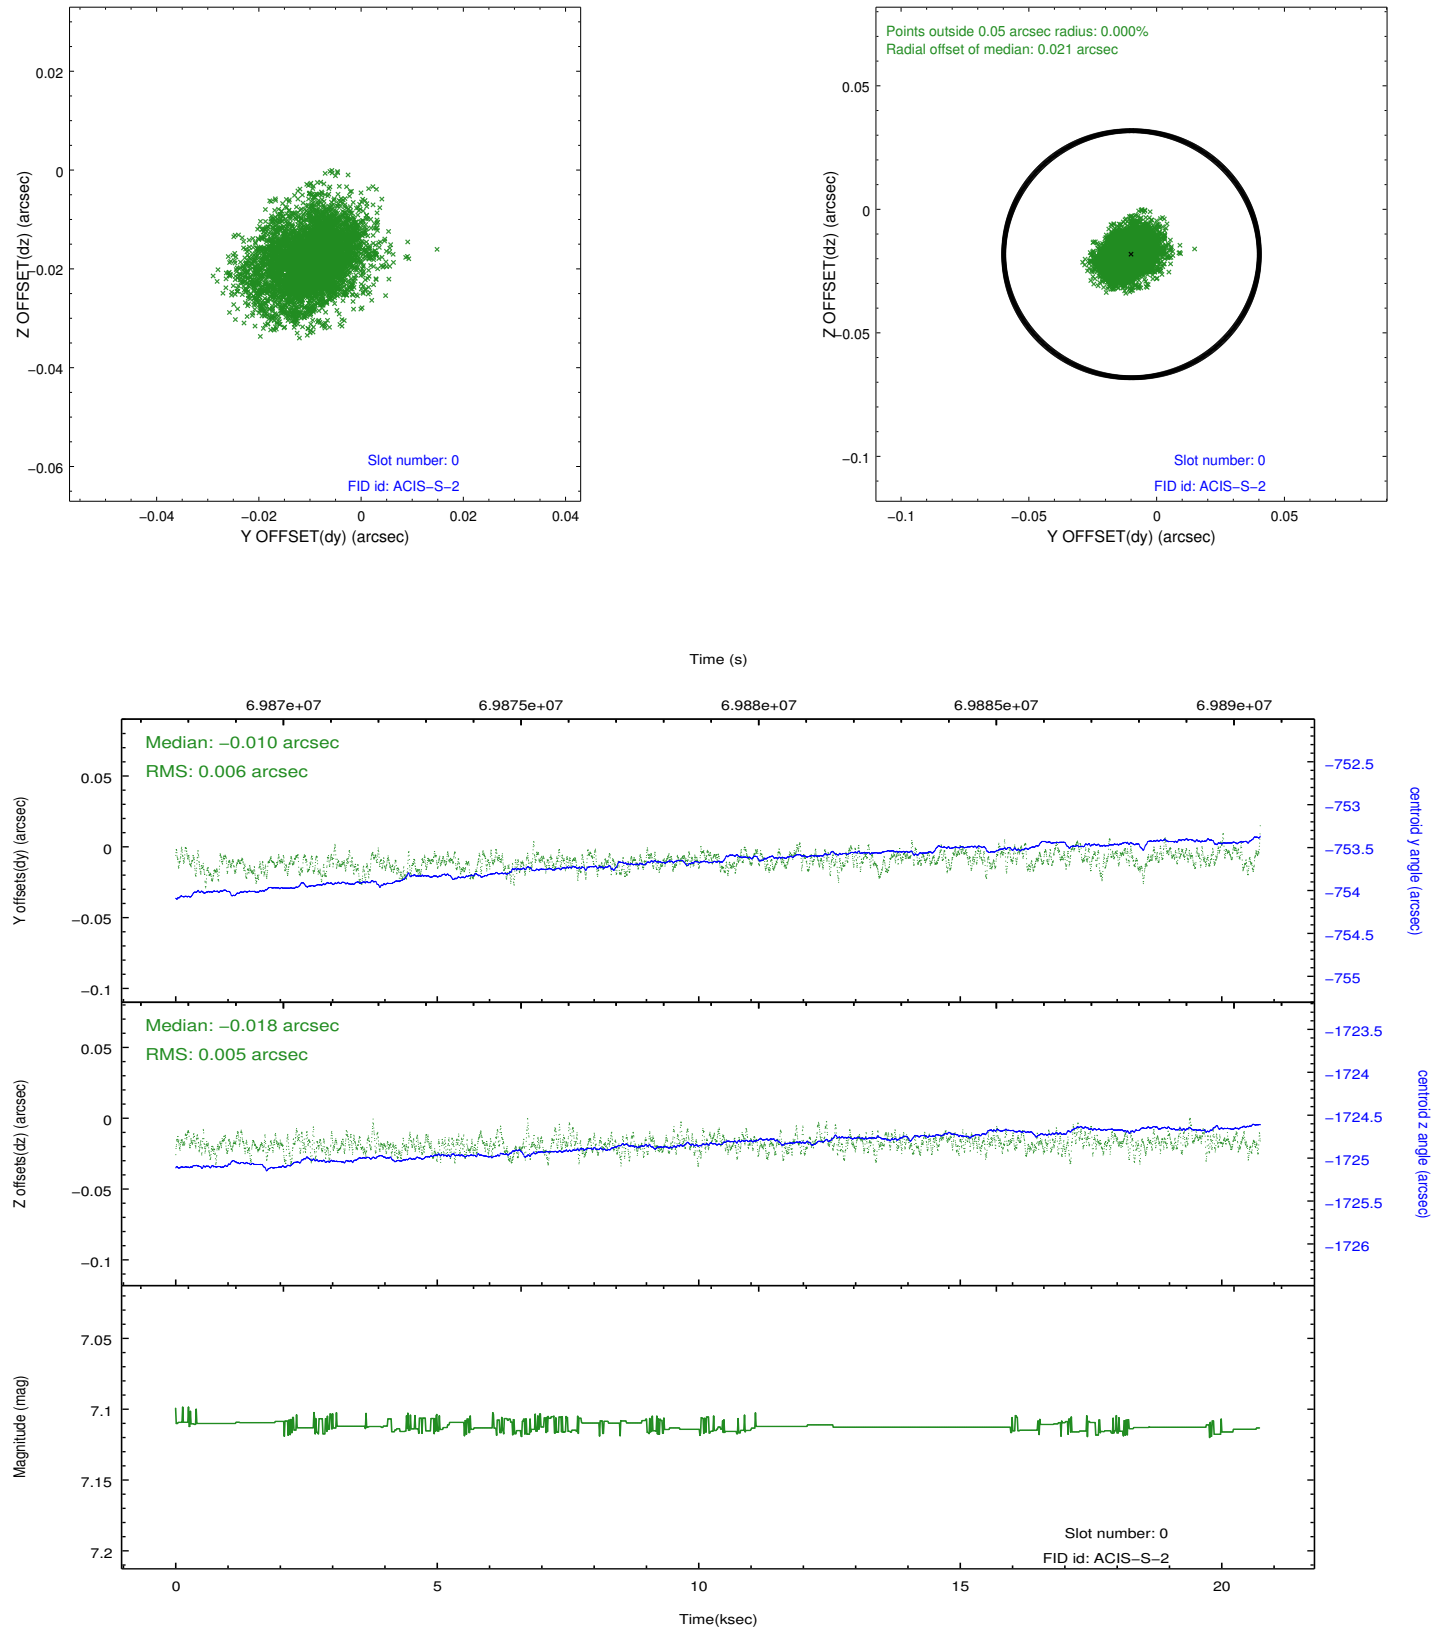 0.02
0
−0.02
−0.04
−0.06
Z OFFSET(dz) (arcsec)
Slot number: 0
FID id: ACIS−S−2
−0.04
−0.02
0
0.02
0.04
Y OFFSET(dy) (arcsec)
Points outside 0.05 arcsec radius: 0.000%
Radial offset of median: 0.021 arcsec
0.05
0
−0.05
−0.1
Z OFFSET(dz) (arcsec)
Slot number: 0
FID id: ACIS−S−2
−0.1
−0.05
0
0.05
Y OFFSET(dy) (arcsec)
Time (s)
6.987e+07
6.9875e+07
6.988e+07
6.9885e+07
6.989e+07
Median: −0.010 arcsec
RMS: 0.006 arcsec
0.05
0
−0.05
−0.1
Y offsets(dy) (arcsec)
−752.5
−753
−753.5
−754
−754.5
−755
centroid y angle (arcsec)
Median: −0.018 arcsec
RMS: 0.005 arcsec
0.05
0
−0.05
−0.1
Z offsets(dz) (arcsec)
−1723.5
−1724
−1724.5
−1725
−1725.5
−1726
centroid z angle (arcsec)
7.05
7.1
7.15
7.2
Magnitude (mag)
Slot number: 0
FID id: ACIS−S−2
0
5
10
15
20
Time(ksec)